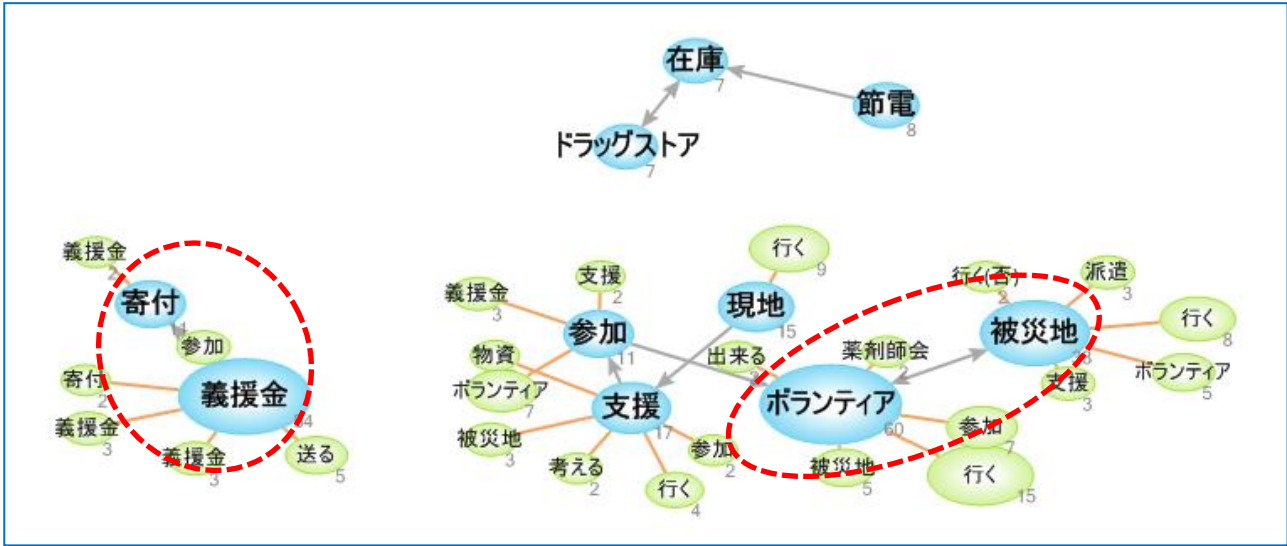 在庫
7
節電
8
ドラッグストア
7
義援金
2
寄付
参加
義援金
寄付
2
義援金
3
義援金
3
送る
5
行く
9
支援
2
義援金
3
参加
11
現地
15
物資
ボランティア
7
支援
17
被災地
3
考える
2
行く
4
参加
2
出来る
薬剤師会
2
ボランティア
60
被災地
5
参加
7
行く
15
行く(否)
2
派遣
3
被災地
行く
8
ボランティア
5
支援
3